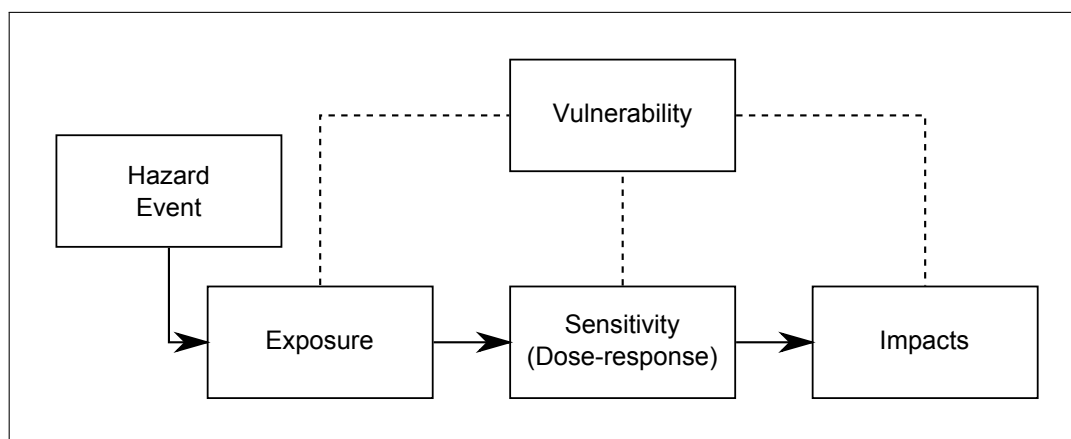 Vulnerability
Hazard
Event
Exposure
Sensitivity
(Dose-response)
Impacts